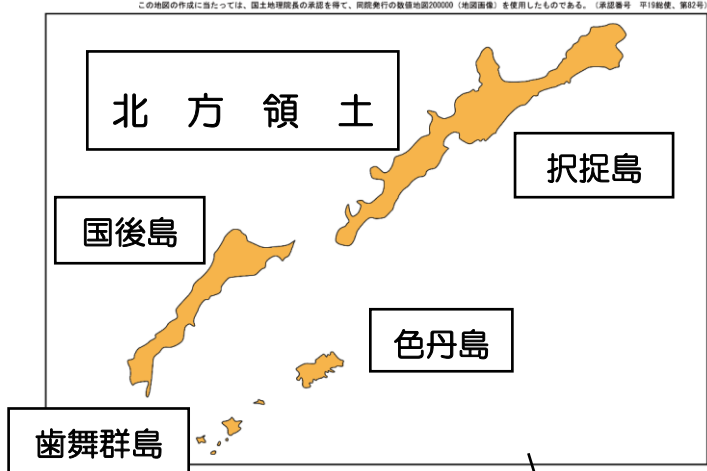 この地図の作成に当たっては、国土地理院長の承認を得て、同院発行の数値地図200000（地図画像）を使用したものである。（承認番号　平19総使、第82号）
北方領土
択捉島
国後島
色丹島
歯舞群島